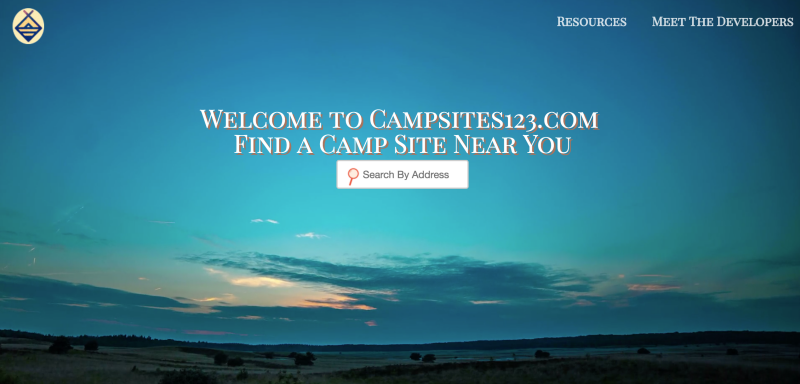 Resources
Meet The Developers
Welcome to Campsites123.com
Find a Camp Site Near You
Search By Address